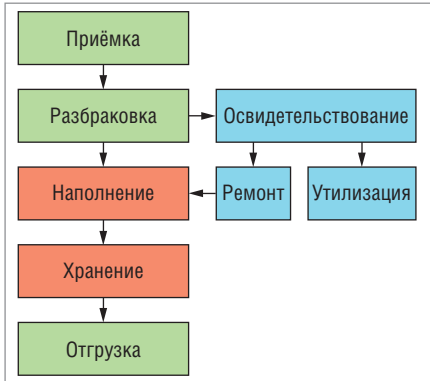 Приёмка
Разбраковка
Освидетельствование
Наполнение
Ремонт
Утилизация
Хранение
Отгрузка